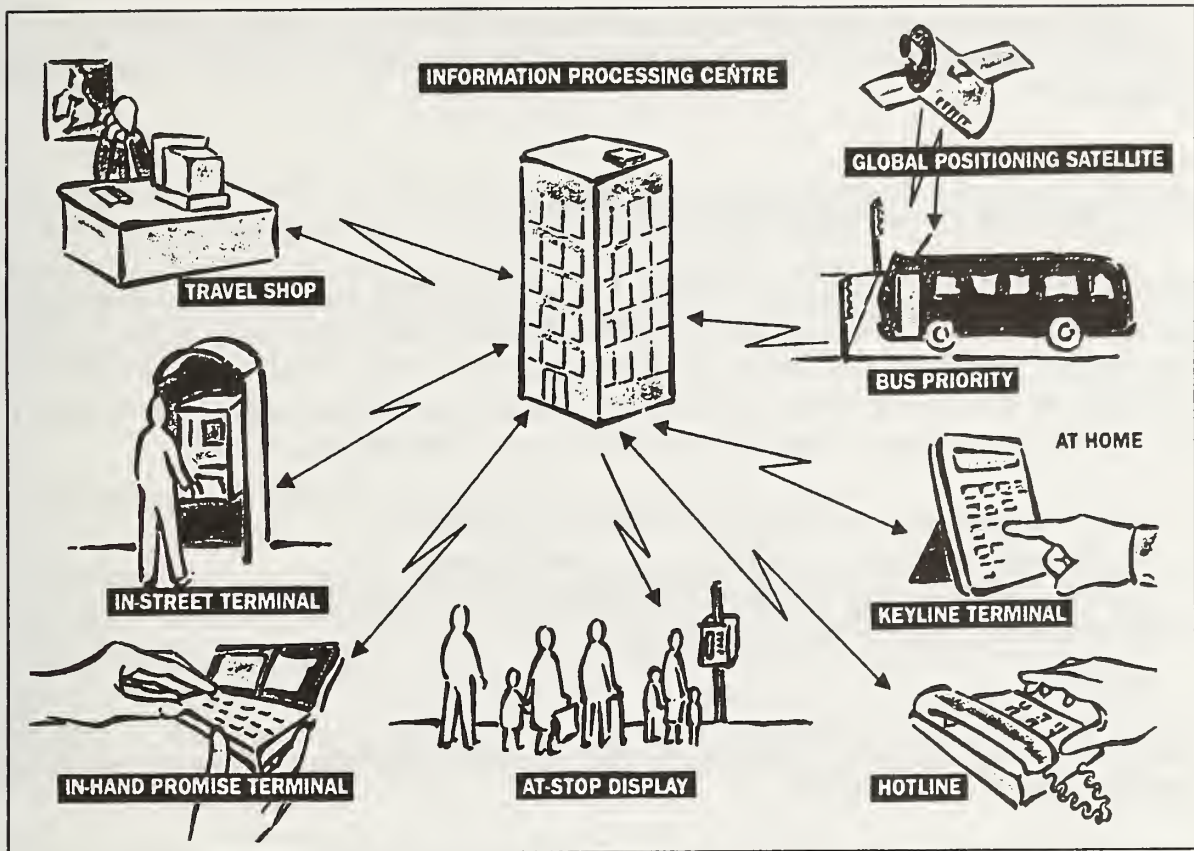 INFORMATION PROCESSING CENTRE
GLOBAL POSITIONING SATELLITE
TRAVEL SHOP
BUS PRIORITY
AT HOME
IN-STREET TERMINAL
KEYLINE TERMINAL
IN-HAND PROMISE TERMINAL
AT-STOP DISPLAY
HOTLINE